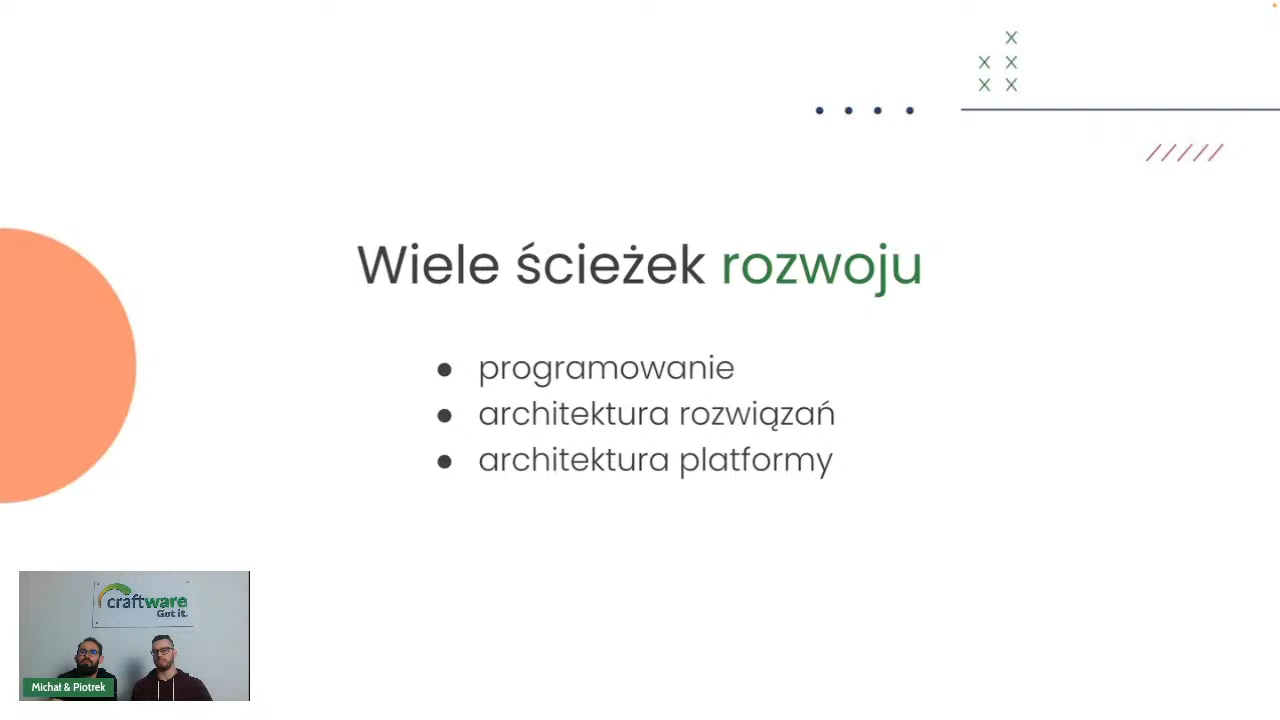 Wiele ścieżek rozwoju
● programowanie
● architektura rozwiązań
● architektura platformy
craftware
Got it.
Michał & Piotrek